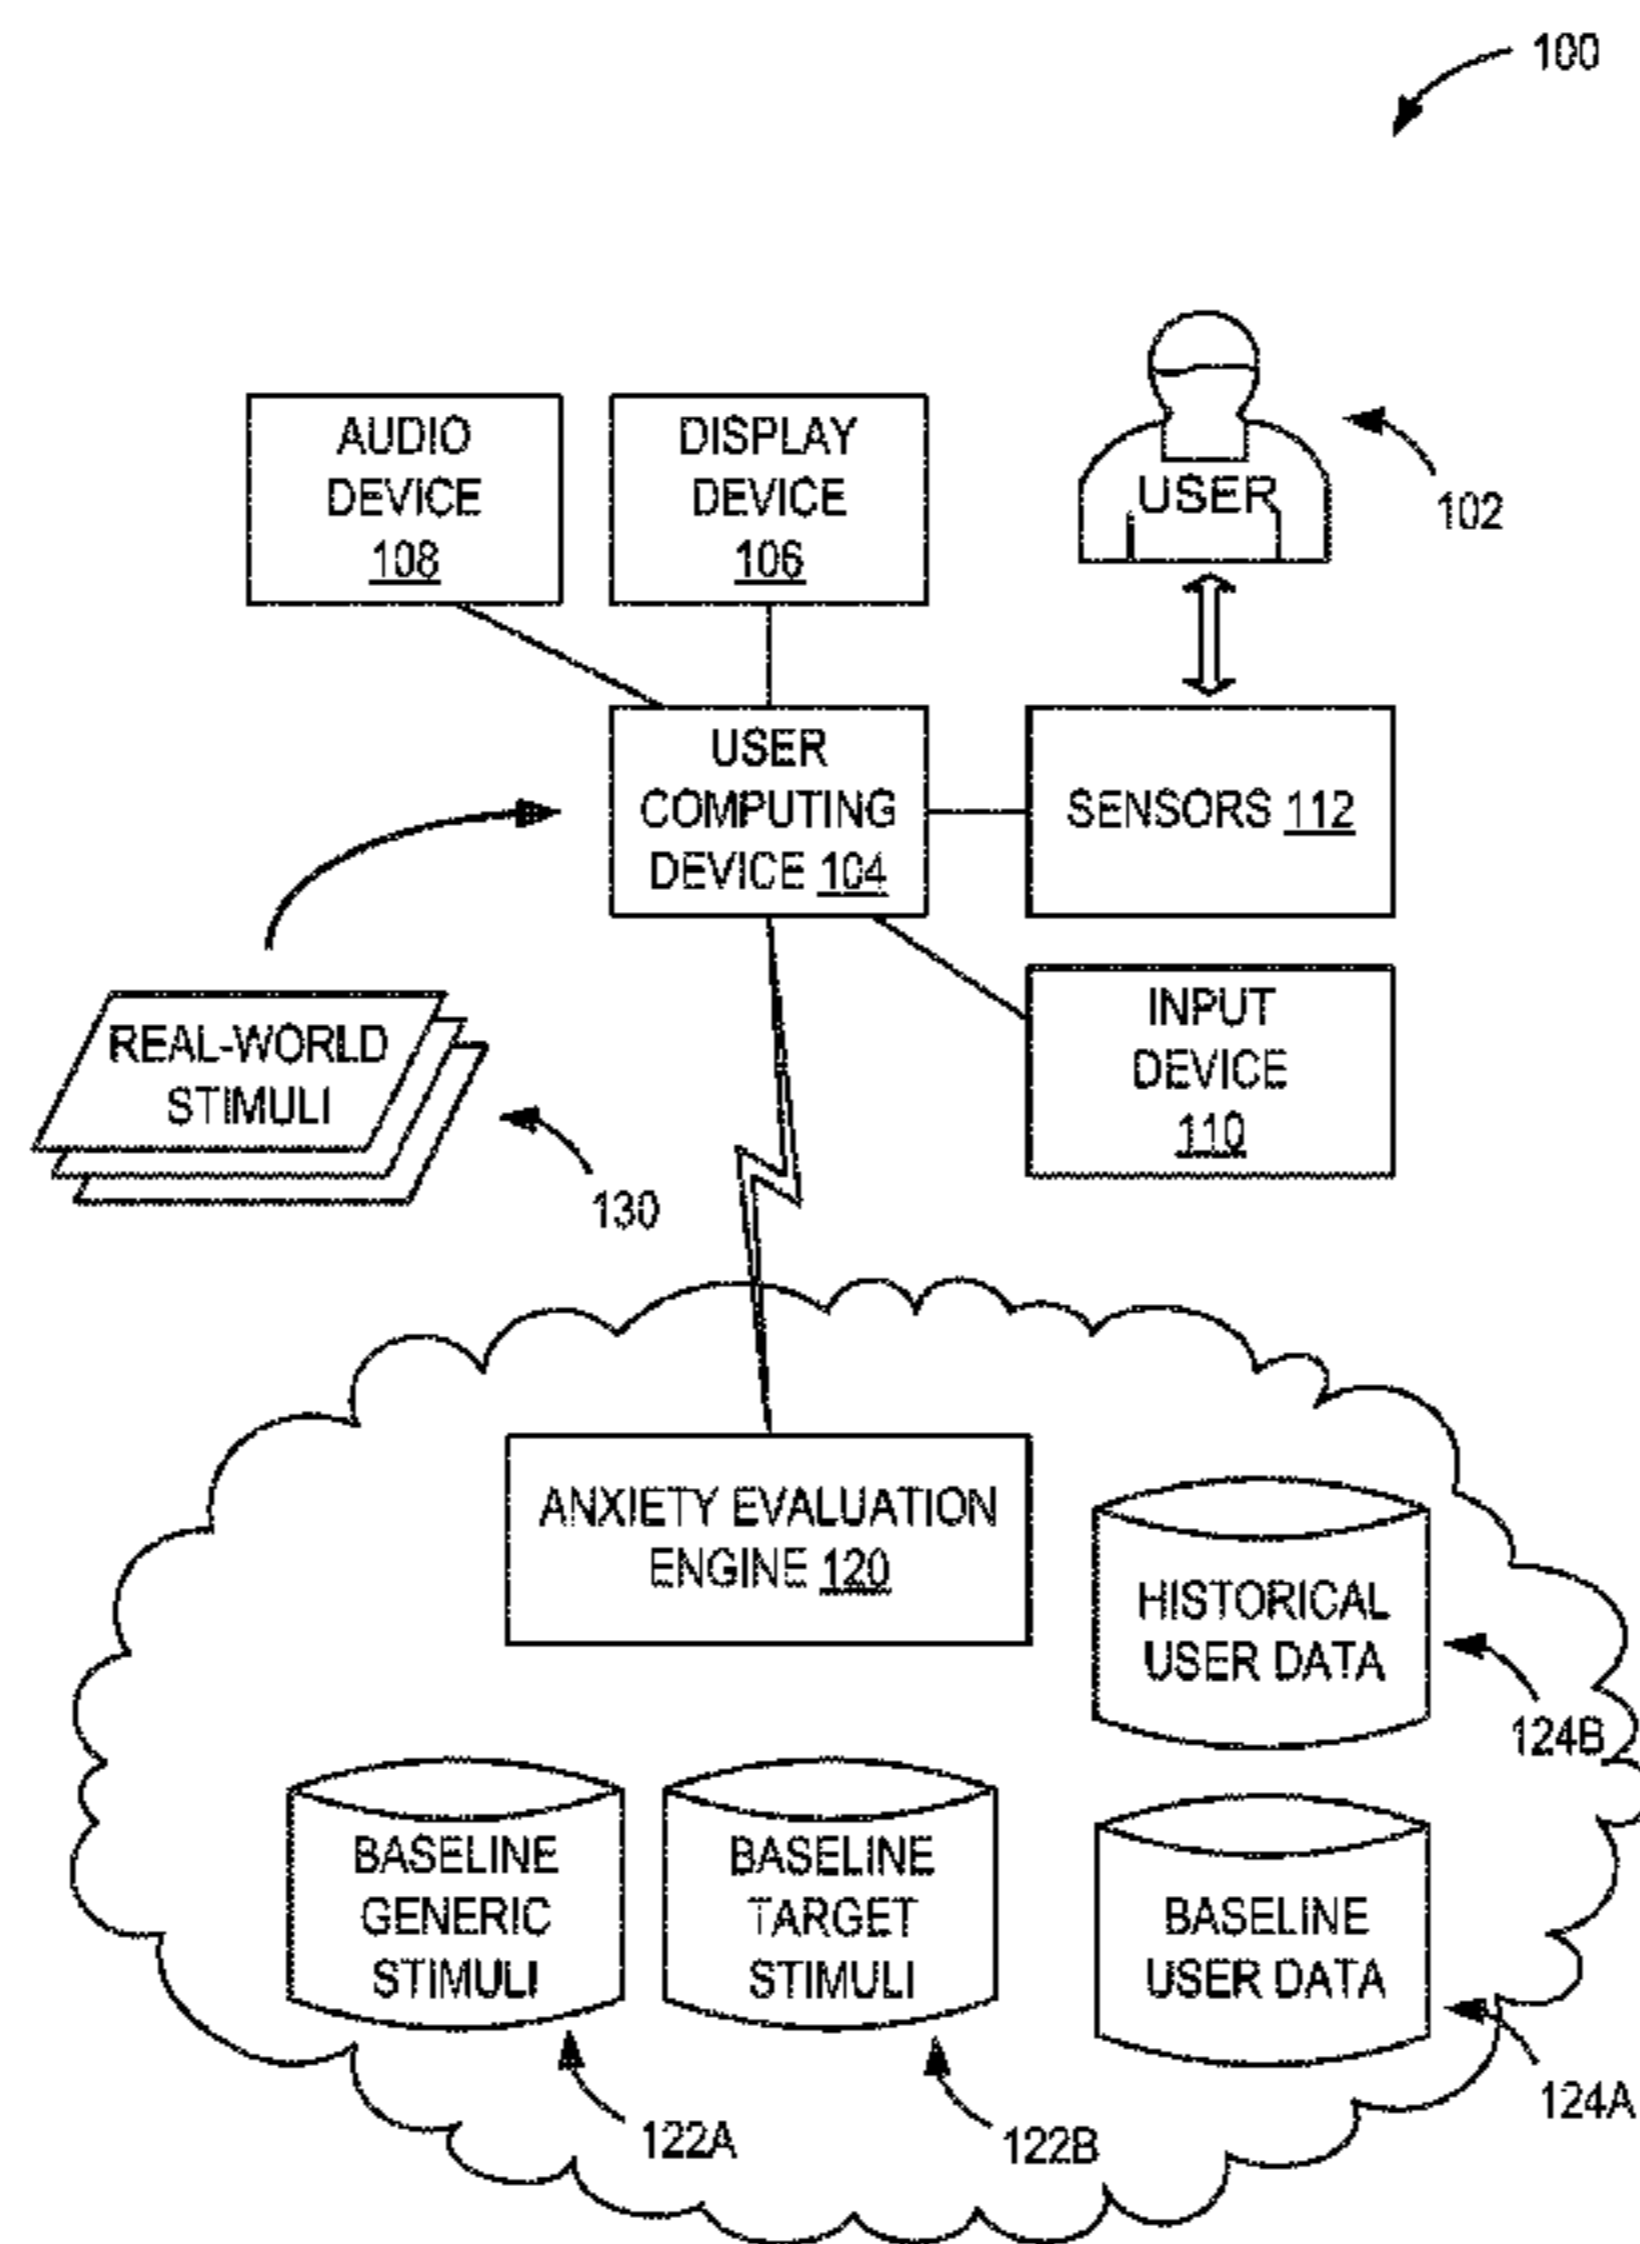 100
AUDIO
DEVICE
108
DISPLAY
DEVICE
106
USER
102
USER
COMPUTING
DEVICE 104
SENSORS 112
REAL-WORLD
STIMULI
130
INPUT
DEVICE
110
ANXIETY EVALUATION
ENGINE 120
HISTORICAL
USER DATA
124B
BASELINE
GENERIC
STIMULI
122A
BASELINE
TARGET
STIMULI
122B
BASELINE
USER DATA
124A